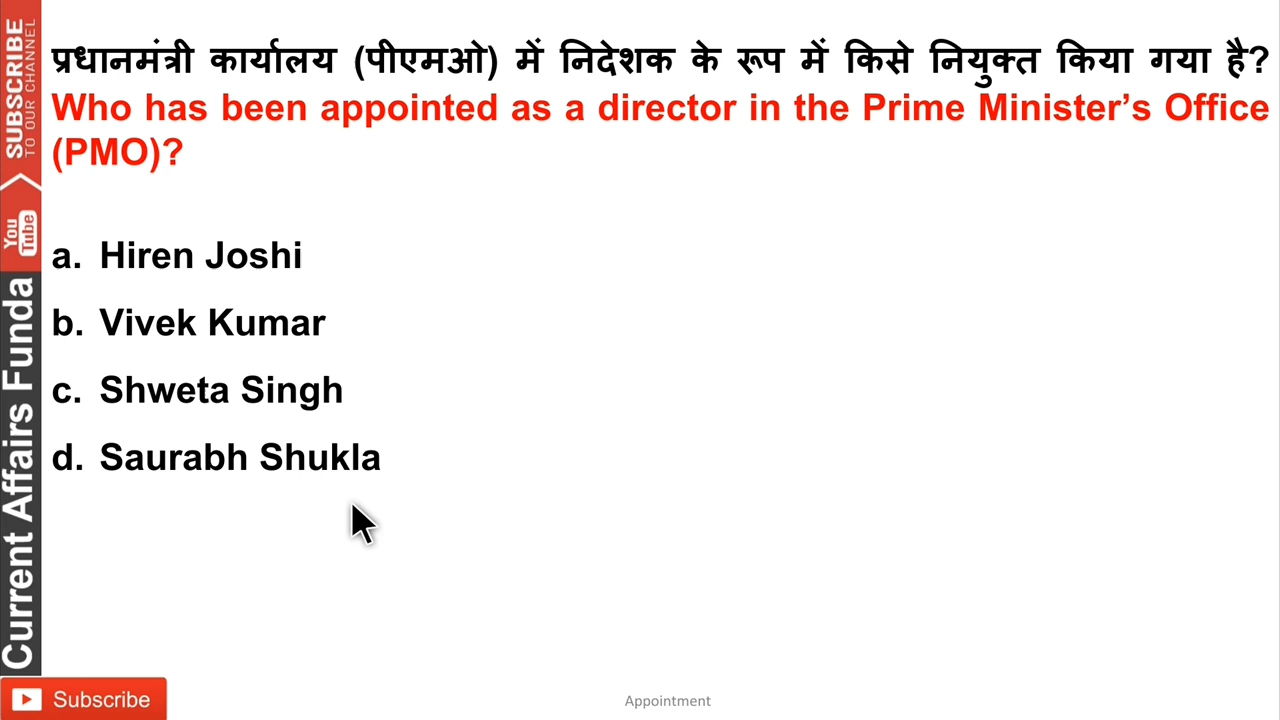 प्रधानमंत्री कार्यालय (पीएमओ) में निदेशक के रूप में किसे नियुक्त किया गया है?
Who has been appointed as a director in the Prime Minister’s Office
(PMO)?
a. Hiren Joshi
b. Vivek Kumar
c. Shweta Singh
d. Saurabh Shukla
SUBSCRIBE
TO OUR CHANNEL
You
Tube
Current Affairs Funda
Subscribe
Appointment